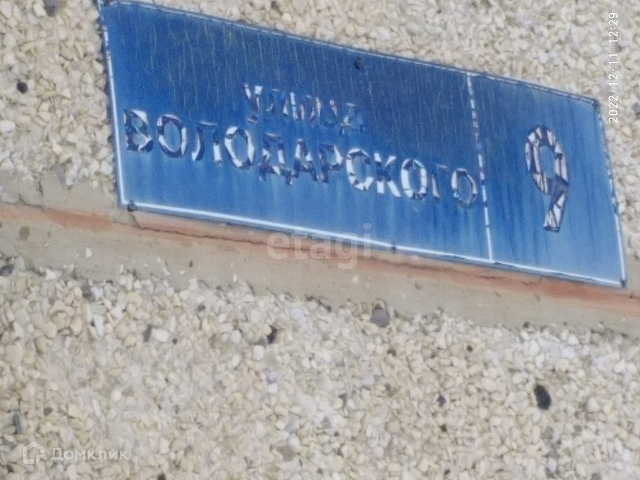 УЛИЦА
ВОЛОДАРСКОГО
9
2022-12-11 12:29
etagi
Домклик